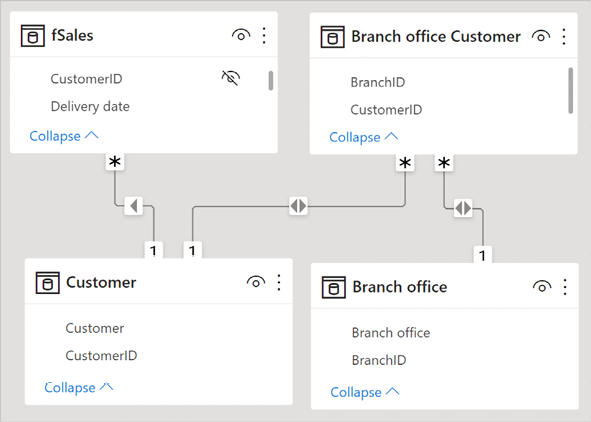 fSales
CustomerID
Delivery date
Collapse
Branch office Customer
BranchID
CustomerID
Collapse
*
*
*
1
1
1
Customer
Customer
CustomerID
Collapse
Branch office
Branch office
BranchID
Collapse